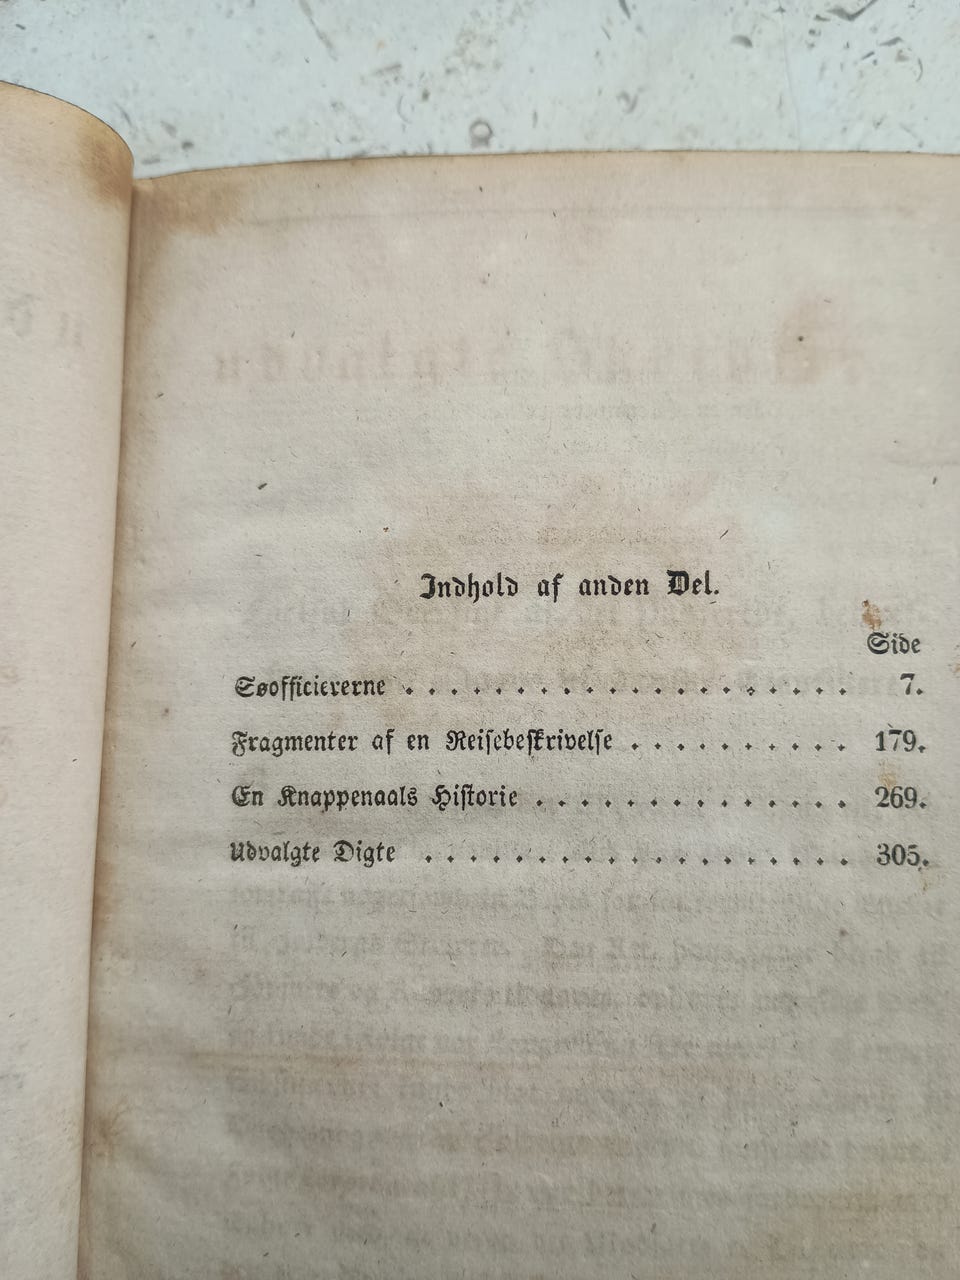 Indhold af anden Del.
Side
Søofficiererne . . . . . . . . . . . . . . . . . . . . 7.
Fragmenter af en Reisebeskrivelse . . . . . . . . . . 179.
En Knappenaals Historie . . . . . . . . . . . . . . 269.
Udvalgte Digte . . . . . . . . . . . . . . . . . . . 305.